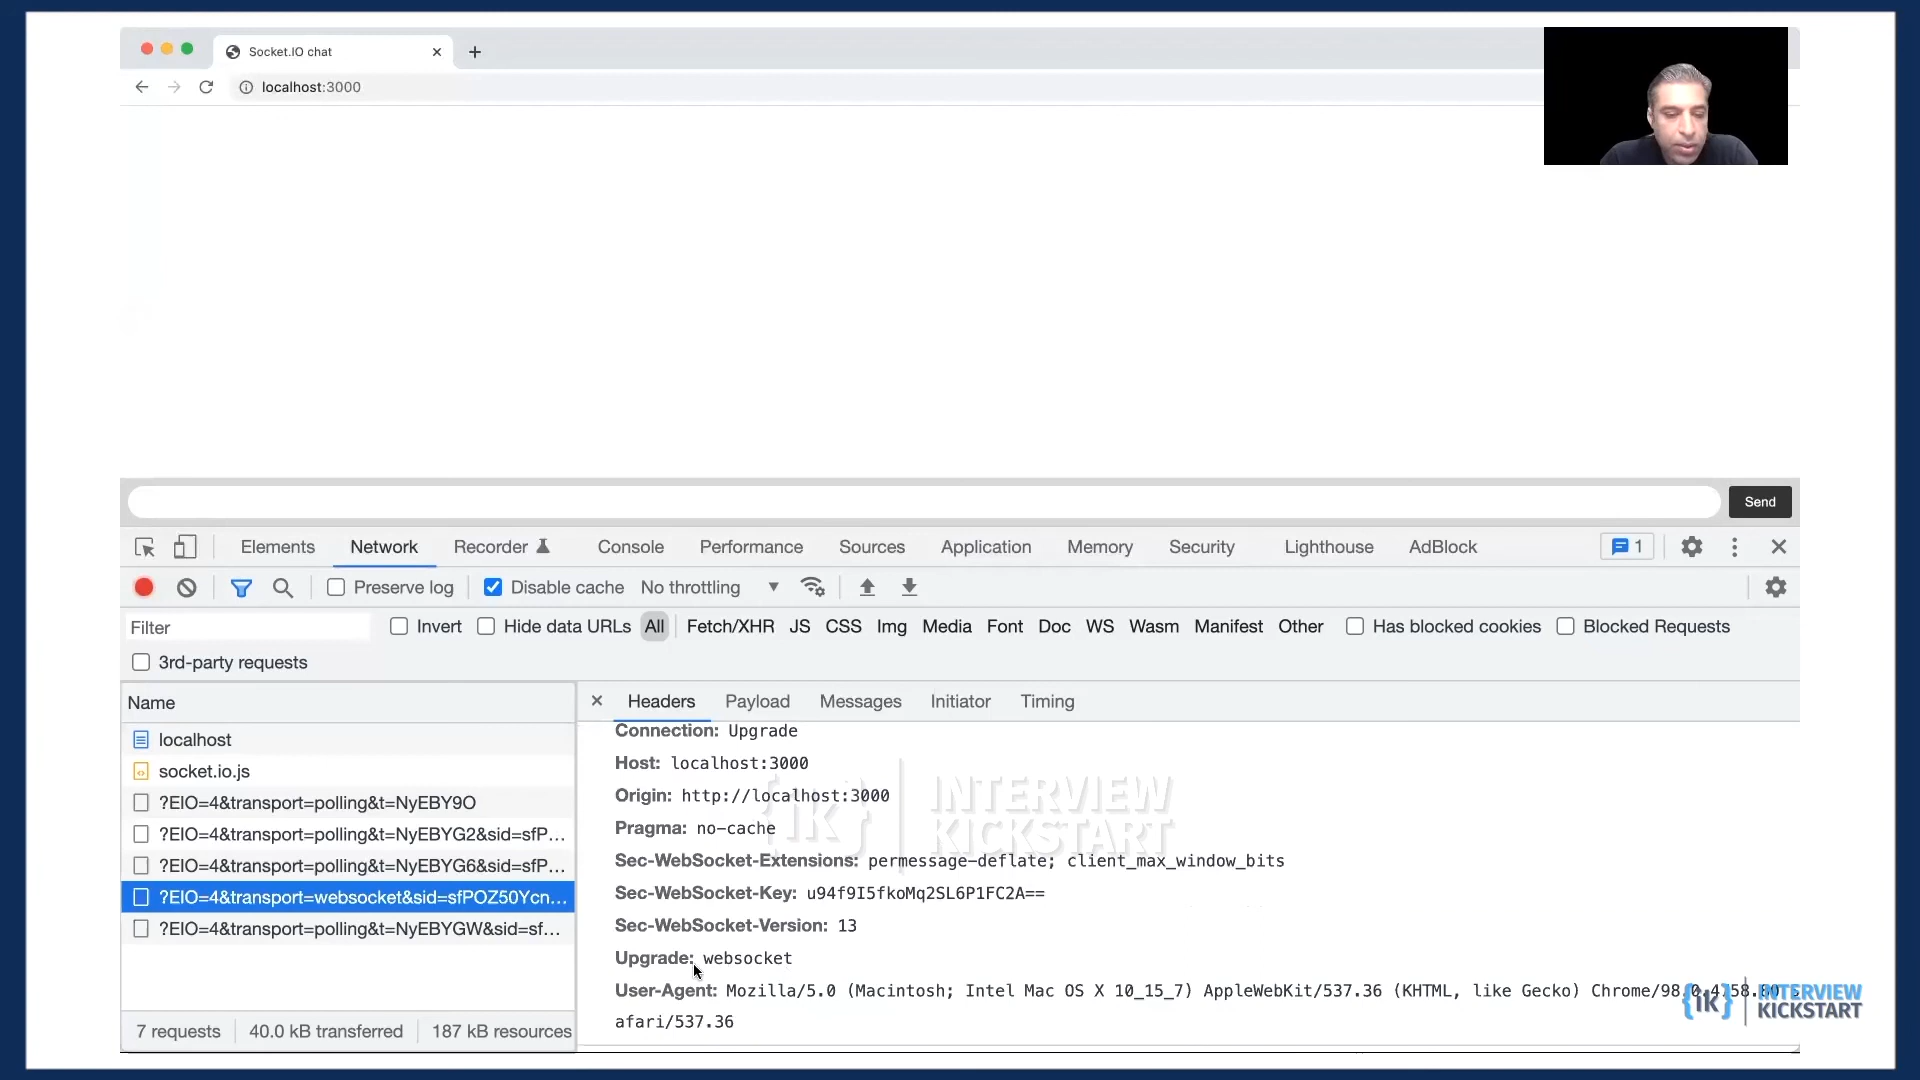 Socket.IO chat
localhost:3000
Send
Elements Network Recorder Console Performance Sources Application Memory Security Lighthouse AdBlock 1
Preserve log Disable cache No throttling
Filter Invert Hide data URLs All Fetch/XHR JS CSS Img Media Font Doc WS Wasm Manifest Other Has blocked cookies Blocked Requests
3rd-party requests
Name
localhost
socket.io.js
?EIO=4&transport=polling&t=NyEBY9O
?EIO=4&transport=polling&t=NyEBYG2&sid=sfP...
?EIO=4&transport=polling&t=NyEBYG6&sid=sfP...
?EIO=4&transport=websocket&sid=sfPOZ50Ycn...
?EIO=4&transport=polling&t=NyEBYGW&sid=sf...
7 requests 40.0 kB transferred 187 kB resources
Headers Payload Messages Initiator Timing
Connection: Upgrade
Host: localhost:3000
Origin: http://localhost:3000
Pragma: no-cache
Sec-WebSocket-Extensions: permessage-deflate; client_max_window_bits
Sec-WebSocket-Key: u94f9I5fkoMq2SL6P1FC2A==
Sec-WebSocket-Version: 13
Upgrade: websocket
User-Agent: Mozilla/5.0 (Macintosh; Intel Mac OS X 10_15_7) AppleWebKit/537.36 (KHTML, like Gecko)
afari/537.36
{ik} INTERVIEW
KICKSTART
{ik} INTERVIEW
KICKSTART